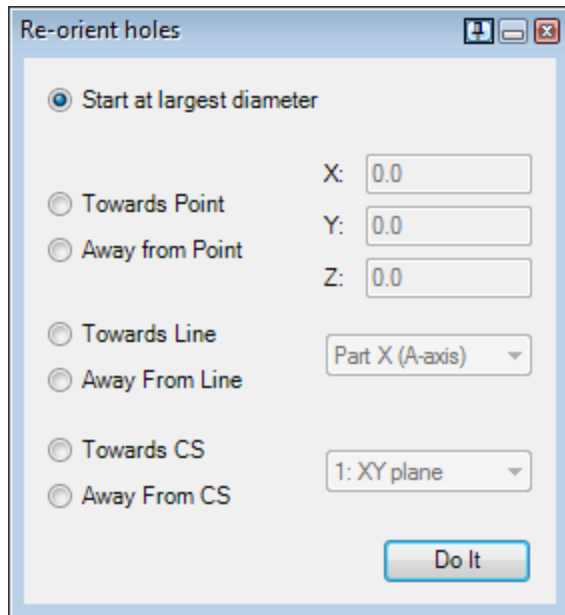 Re-orient holes
Start at largest diameter
X: 0.0
Towards Point
Y: 0.0
Away from Point
Z: 0.0
Towards Line
Part X (A-axis)
Away From Line
Towards CS
1: XY plane
Away From CS
Do It